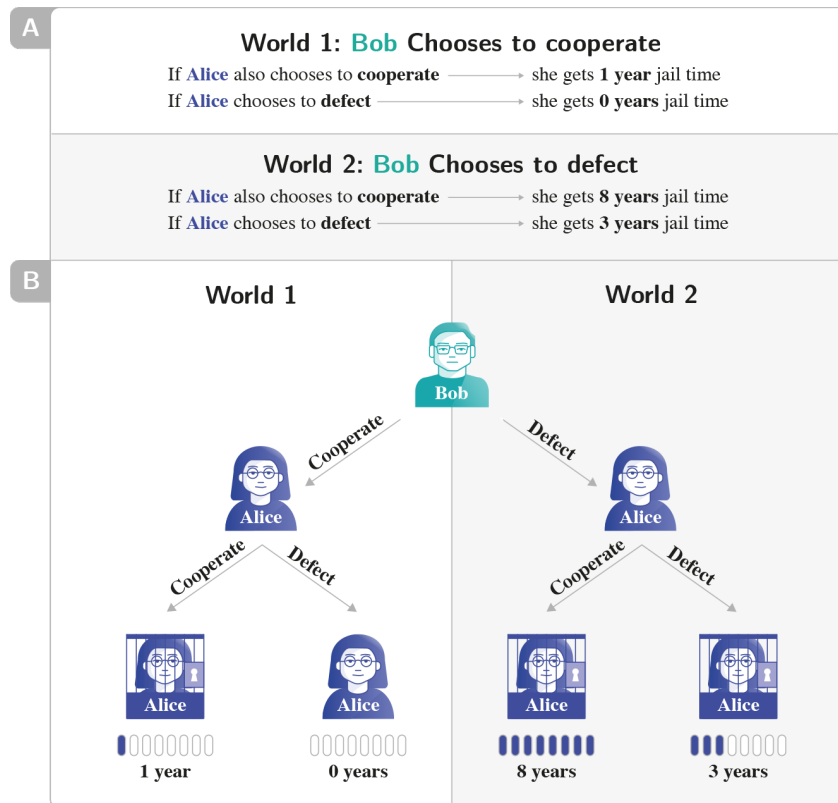 A
World 1: Bob Chooses to cooperate
If Alice also chooses to cooperate she gets 1 year jail time
If Alice chooses to defect she gets 0 years jail time
World 2: Bob Chooses to defect
If Alice also chooses to cooperate she gets 8 years jail time
If Alice chooses to defect she gets 3 years jail time
B
World 1
World 2
Bob
Cooperate
Defect
Alice
Alice
Cooperate
Defect
Cooperate
Defect
Alice
Alice
Alice
Alice
1 year
0 years
8 years
3 years